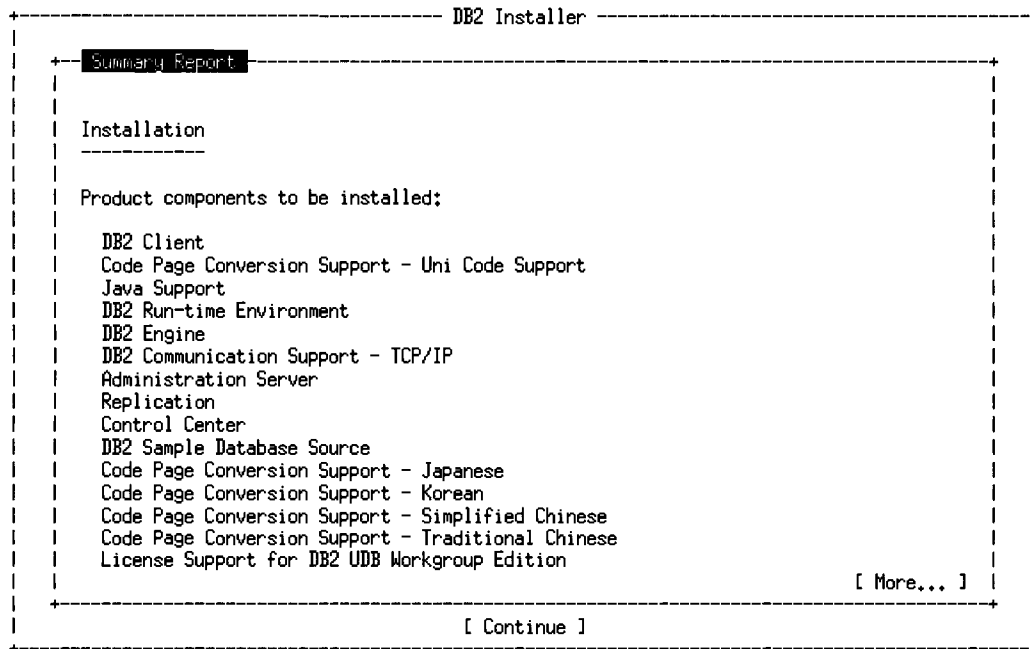 DB2 Installer
Summary Report
Installation
------------
Product components to be installed:
DB2 Client
Code Page Conversion Support - Uni Code Support
Java Support
DB2 Run-time Environment
DB2 Engine
DB2 Communication Support - TCP/IP
Administration Server
Replication
Control Center
DB2 Sample Database Source
Code Page Conversion Support - Japanese
Code Page Conversion Support - Korean
Code Page Conversion Support - Simplified Chinese
Code Page Conversion Support - Traditional Chinese
License Support for DB2 UDB Workgroup Edition
[ More... ]
[ Continue ]